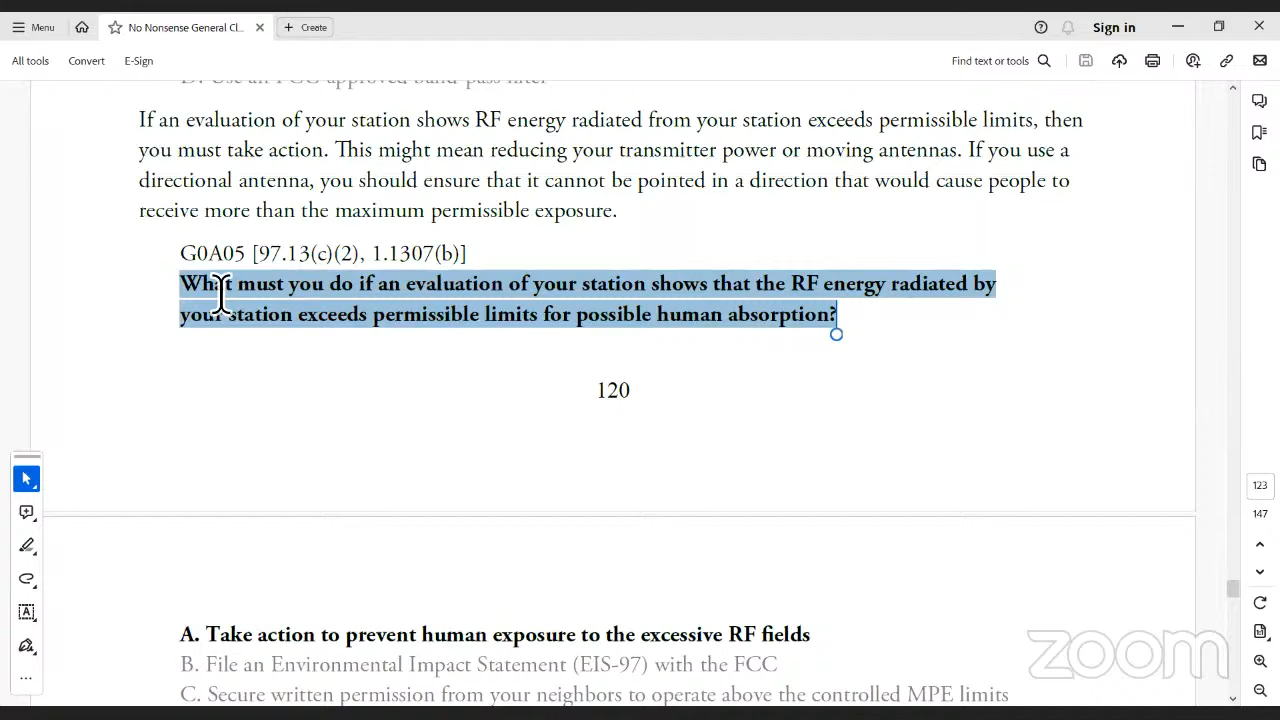 Menu
No Nonsense General Cl...
Create
Sign in
All tools
Convert
E-Sign
Find text or tools
D. Use an FCC-approved band-pass filter
If an evaluation of your station shows RF energy radiated from your station exceeds permissible limits, then
you must take action. This might mean reducing your transmitter power or moving antennas. If you use a
directional antenna, you should ensure that it cannot be pointed in a direction that would cause people to
receive more than the maximum permissible exposure.
G0A05 [97.13(c)(2), 1.1307(b)]
What must you do if an evaluation of your station shows that the RF energy radiated by
your station exceeds permissible limits for possible human absorption?
120
123
147
A. Take action to prevent human exposure to the excessive RF fields
B. File an Environmental Impact Statement (EIS-97) with the FCC
C. Secure written permission from your neighbors to operate above the controlled MPE limits
zoom